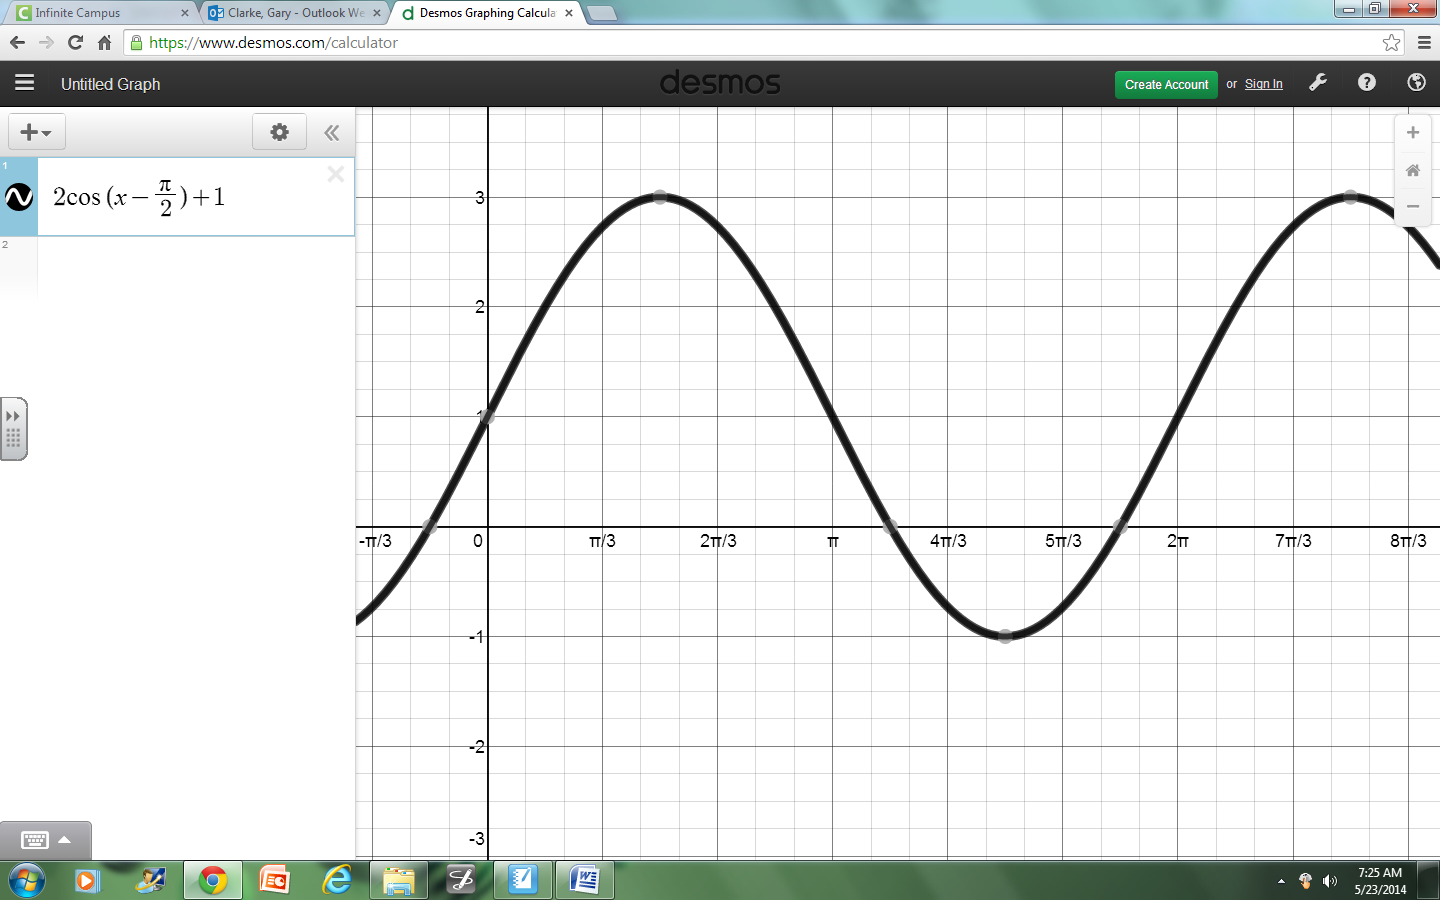 Infinite Campus
Clarke, Gary - Outlook We
Desmos Graphing Calcula
https://www.desmos.com/calculator
Untitled Graph
desmos
Create Account or Sign In
1
2cos(x−π/2)+1
2
3
2
1
-π/3 0 π/3 2π/3 π 4π/3 5π/3 2π 7π/3 8π/3
-1
-2
-3
7:25 AM
5/23/2014